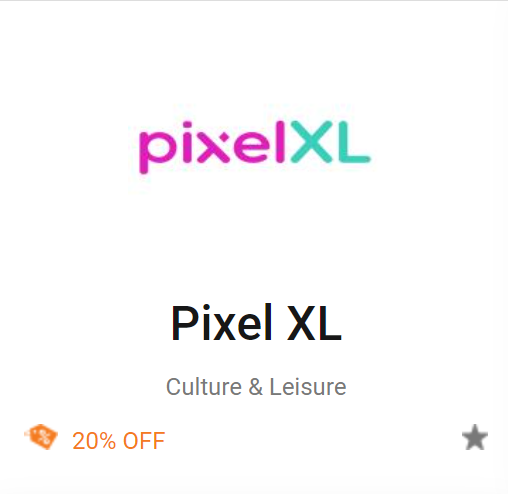 pixelXL
Pixel XL
Culture & Leisure
20% OFF